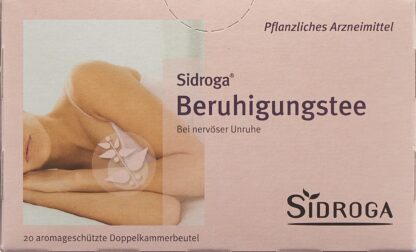 Pflanzliches Arzneimittel
Sidroga®
Beruhigungstee
Bei nervöser Unruhe
SIDROGA
20 aromageschützte Doppelkammerbeutel